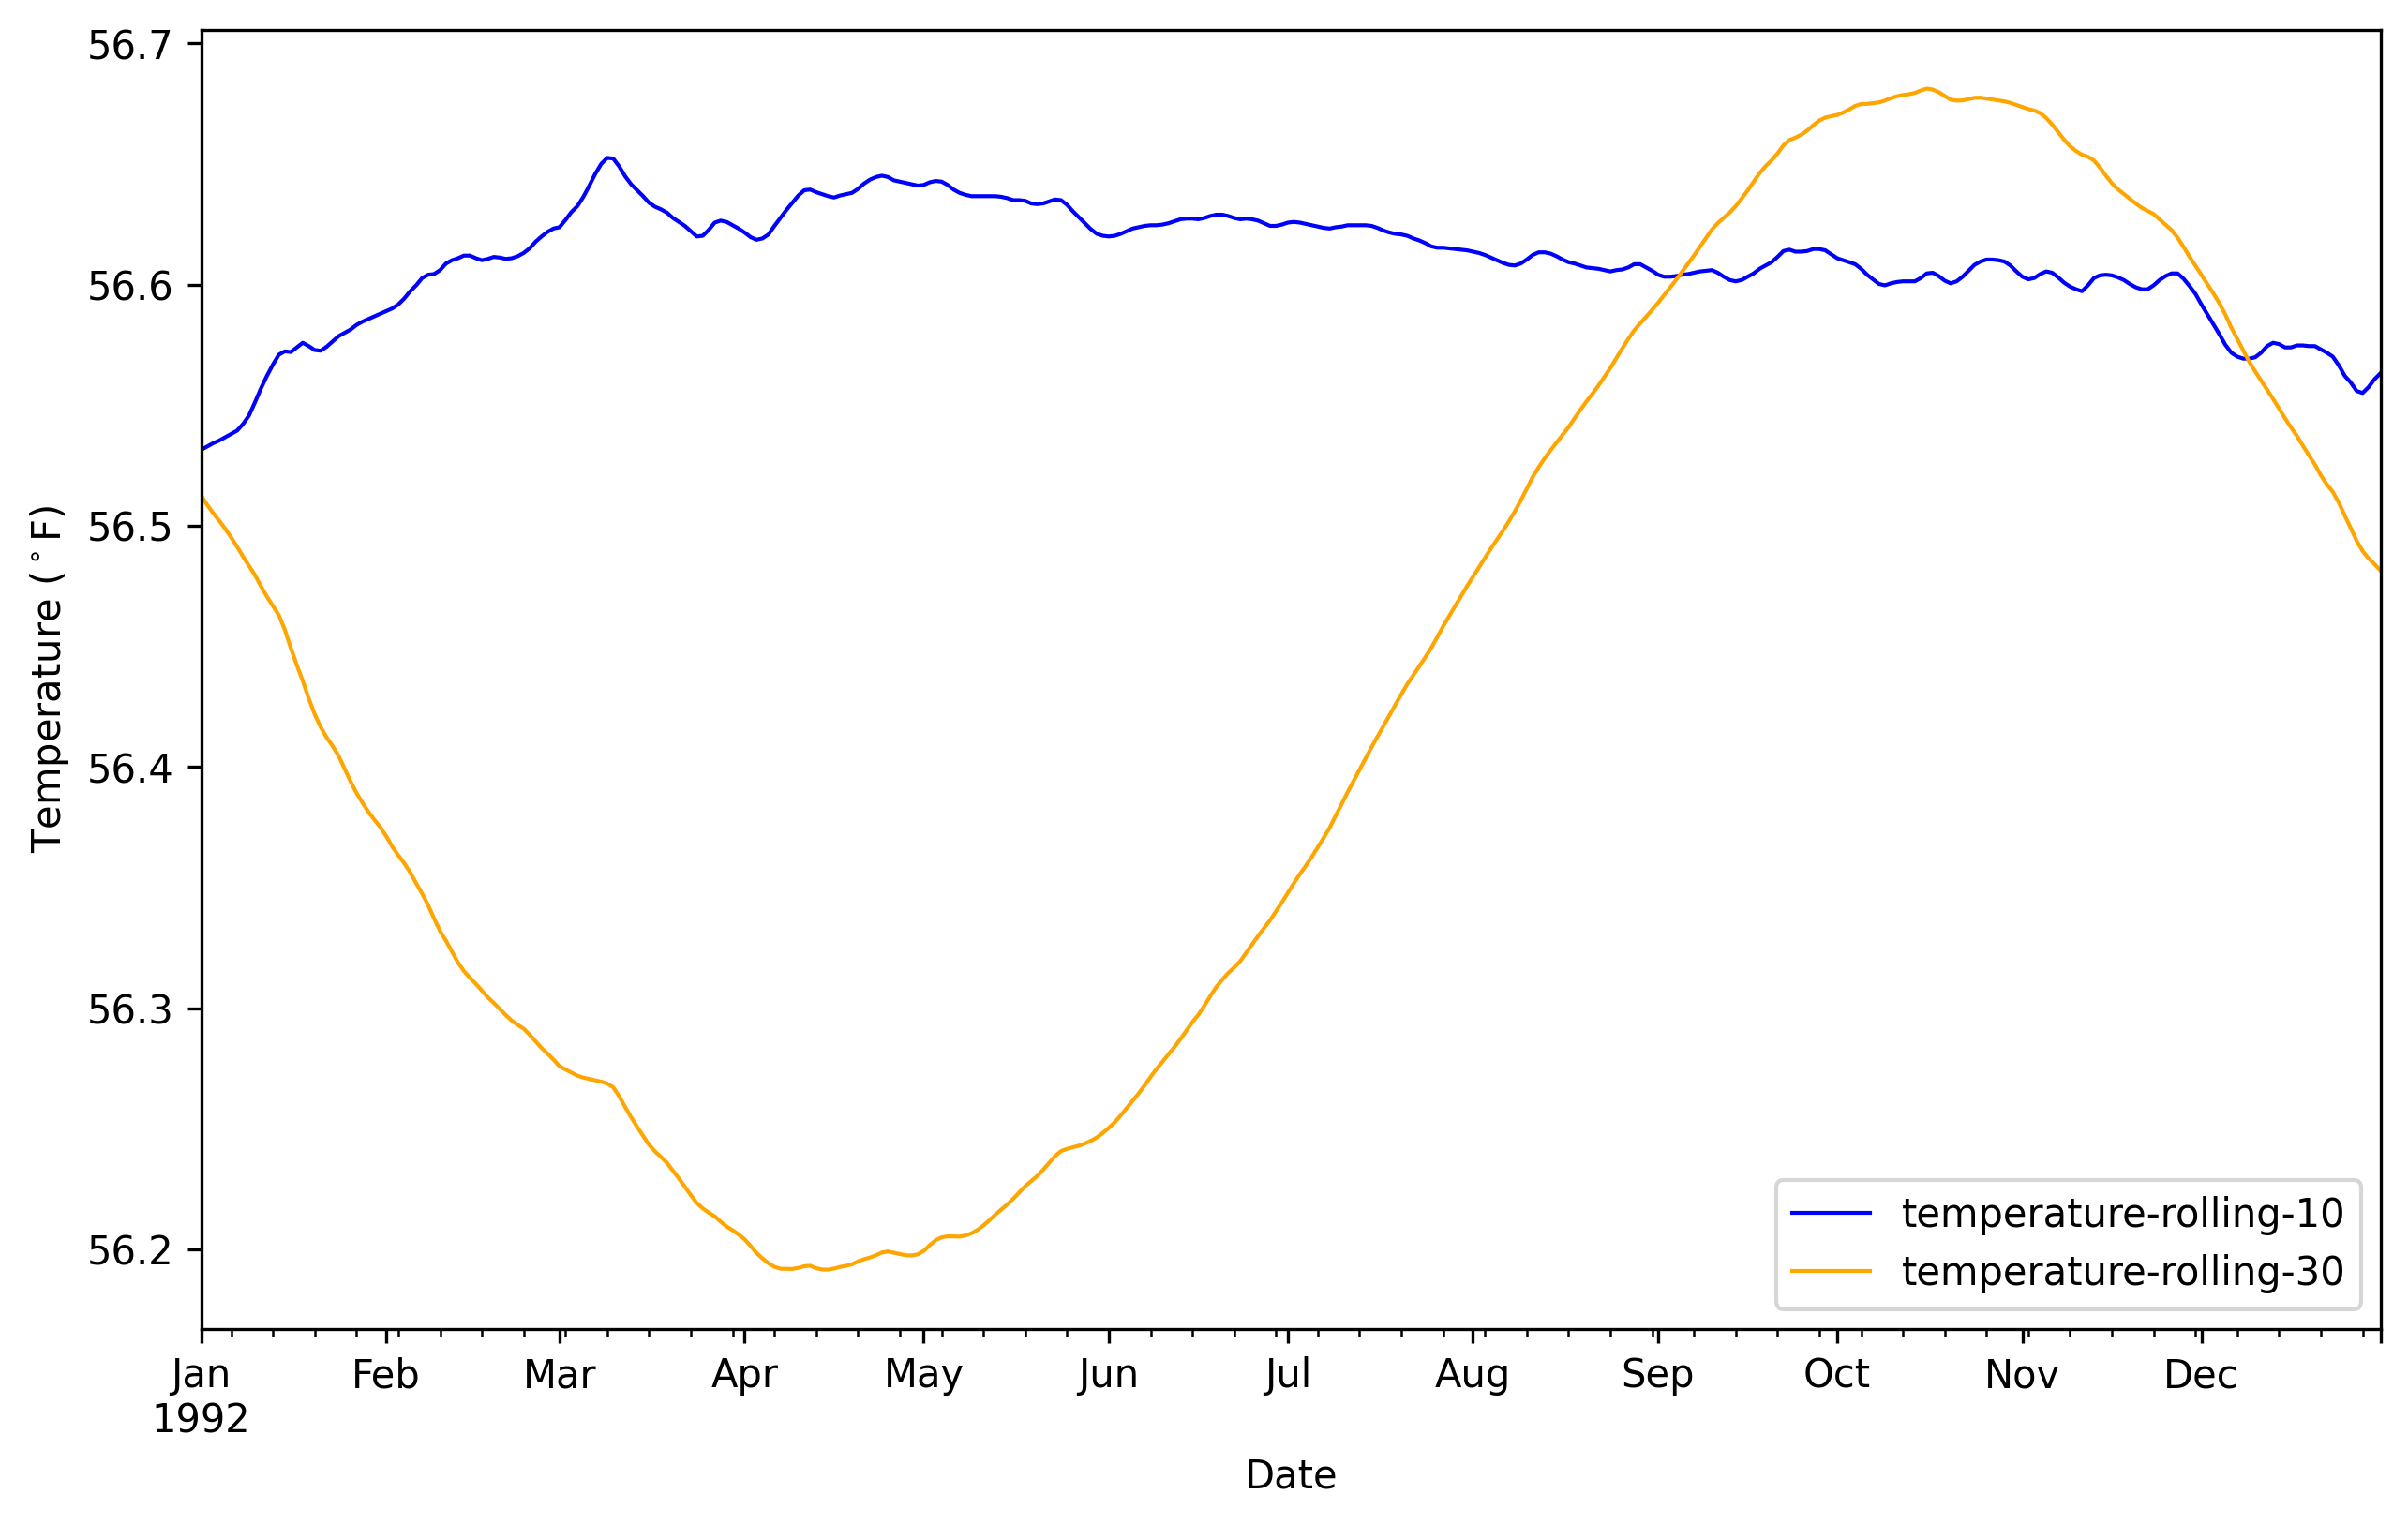 56.7
56.6
56.5
56.4
56.3
56.2
Temperature (°F)
temperature-rolling-10
temperature-rolling-30
Jan Feb Mar Apr May Jun Jul Aug Sep Oct Nov Dec
1992
Date